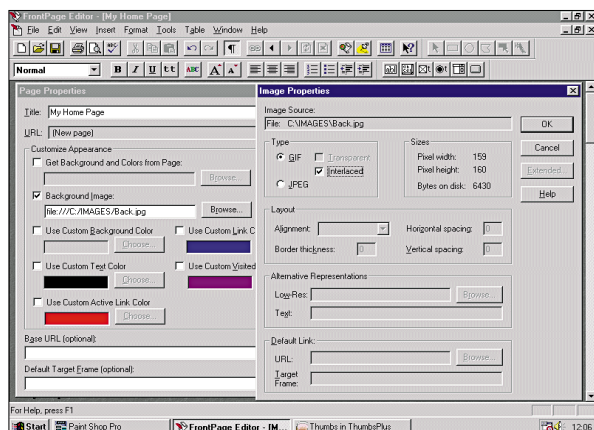 FrontPage Editor - [My Home Page]
File Edit View Insert Format Tools Table Window Help
Normal B I U tt ABC A A
Page Properties
Title: My Home Page
URL: (New page)
Customize Appearance
Get Background and Colors from Page:
Browse...
Background Image:
file:///C:/IMAGES/Back.jpg Browse...
Use Custom Background Color Use Custom Link C
Choose... Choose...
Use Custom Text Color Use Custom Visited
Choose... Choose...
Use Custom Active Link Color
Choose...
Base URL (optional):
Default Target Frame (optional):
Image Properties
Image Source:
File: C:\IMAGES\Back.jpg
OK
Cancel
Extended...
Help
Type
GIF Transparent
Interlaced
JPEG
Sizes
Pixel width: 159
Pixel height: 160
Bytes on disk: 6430
Layout
Alignment: Horizontal spacing: 0
Border thickness: 0 Vertical spacing: 0
Alternative Representations
Low-Res: Browse...
Text:
Default Link:
URL: Browse...
Target
Frame:
For Help, press F1
Start Paint Shop Pro FrontPage Editor - [M... Thumbs in ThumbsPlus 12:06